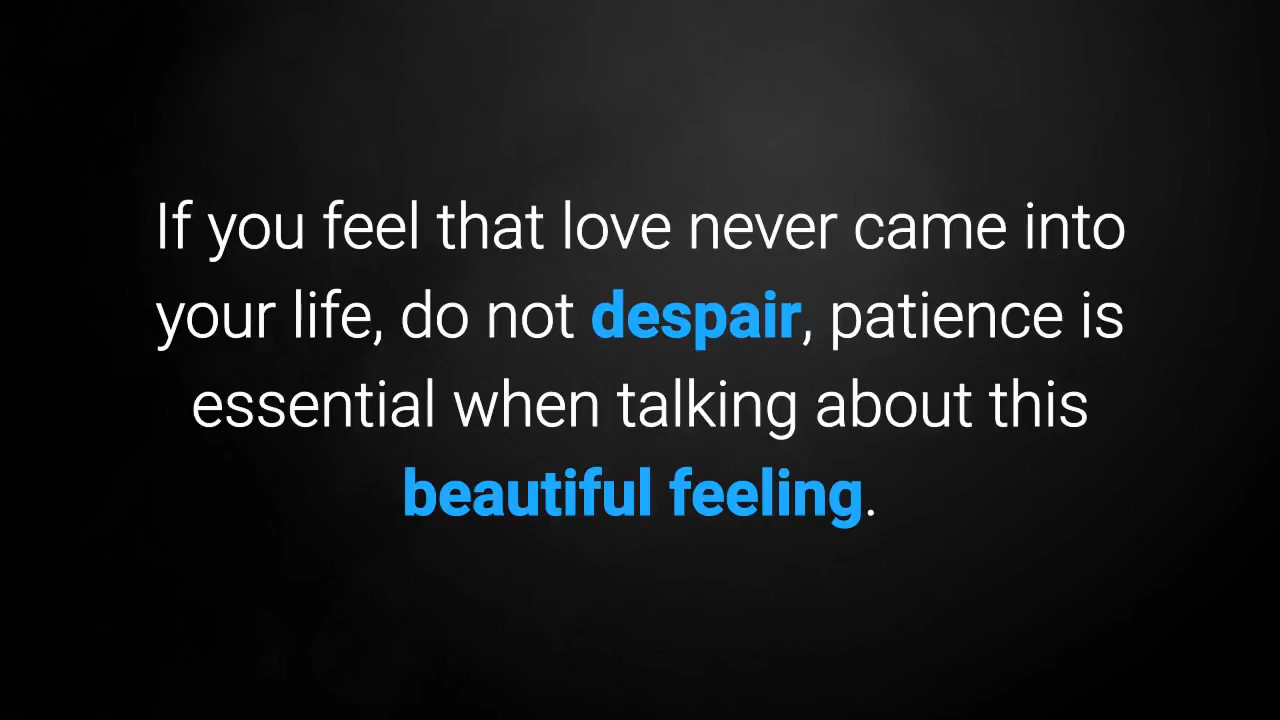 If you feel that love never came into
your life, do not despair, patience is
essential when talking about this
beautiful feeling.